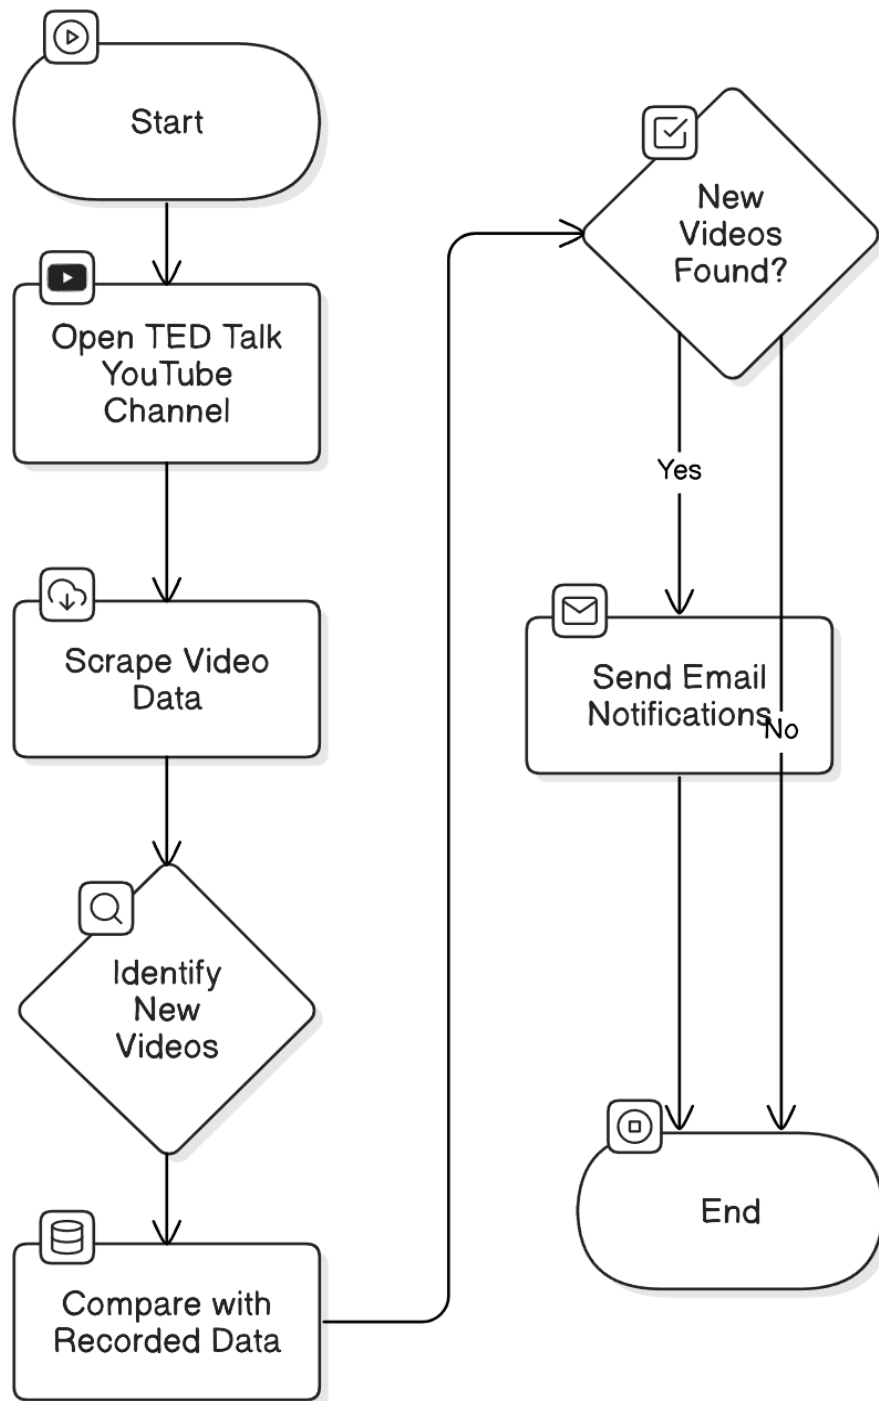 Start
Open TED Talk
YouTube
Channel
Scrape Video
Data
Identify
New
Videos
Compare with
Recorded Data
New
Videos
Found?
Yes
Send Email
Notifications
No
End